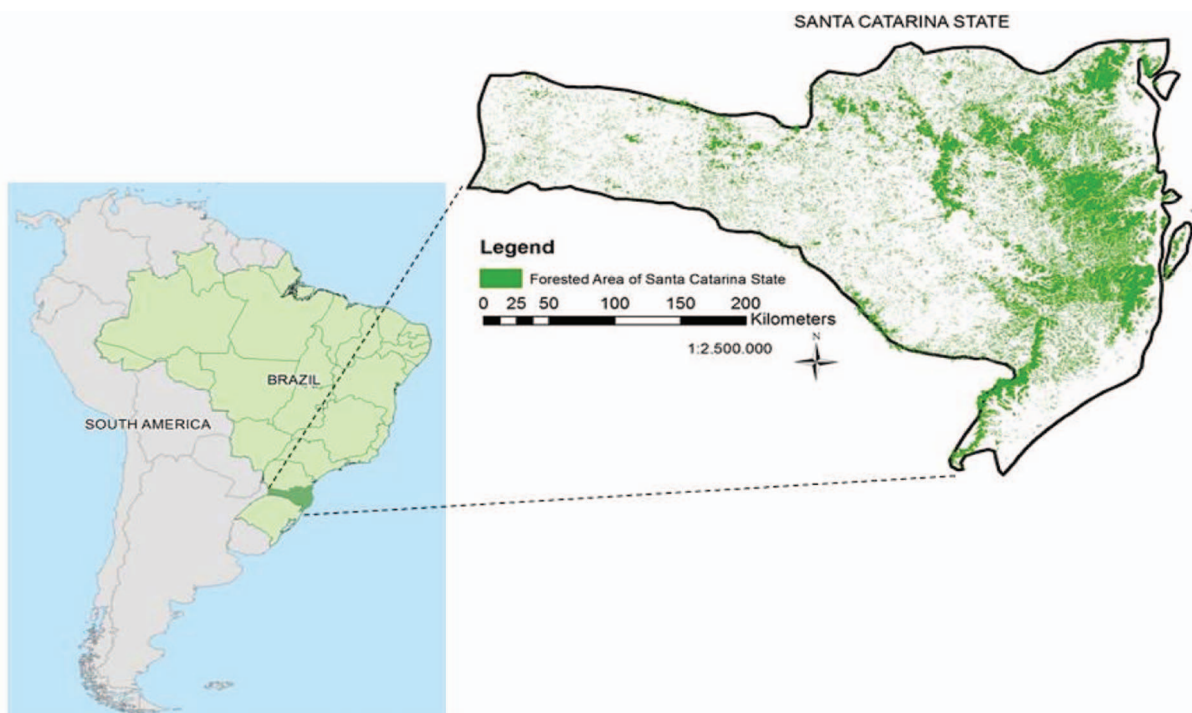 SANTA CATARINA STATE
Legend
Forested Area of Santa Catarina State
0 25 50 100 150 200
Kilometers
1:2.500.000
N
BRAZIL
SOUTH AMERICA